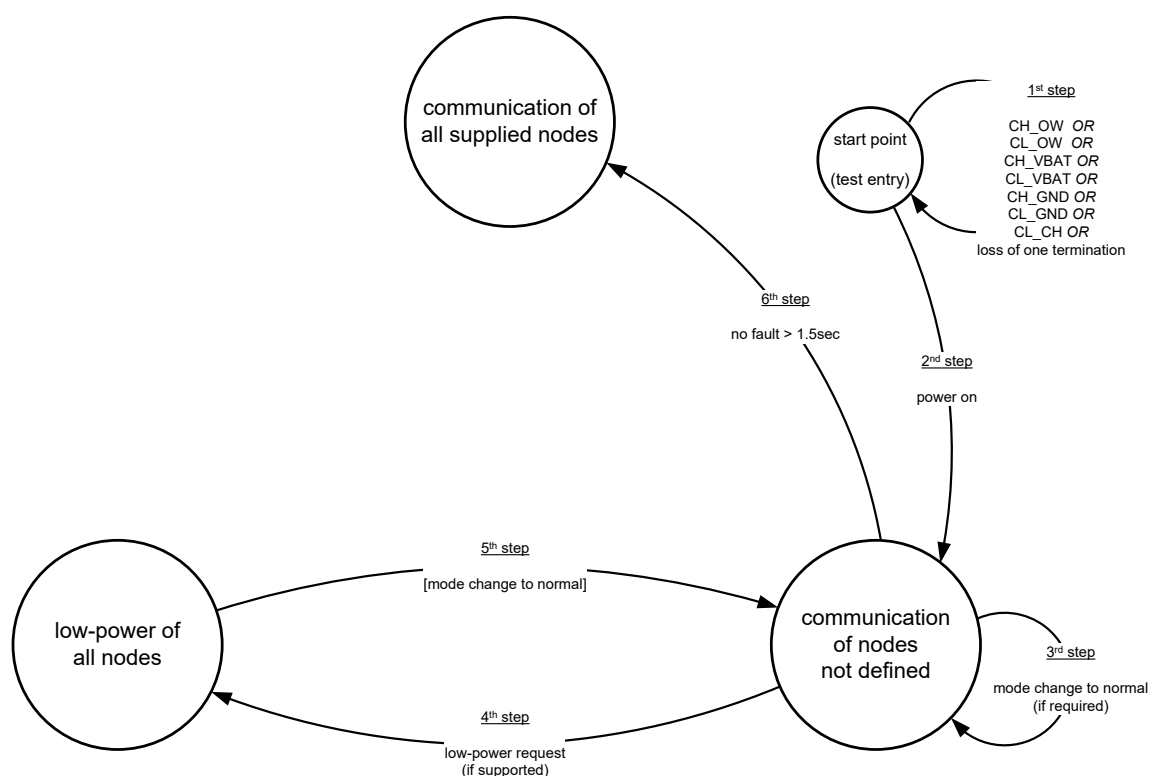 communication of
all supplied nodes
start point
(test entry)
1st step
CH_OW OR
CL_OW OR
CH_VBAT OR
CL_VBAT OR
CH_GND OR
CL_GND OR
CL_CH OR
loss of one termination
6th step
no fault > 1.5sec
2nd step
power on
5th step
[mode change to normal]
low-power of
all nodes
communication
of nodes
not defined
3rd step
mode change to normal
(if required)
4th step
low-power request
(if supported)